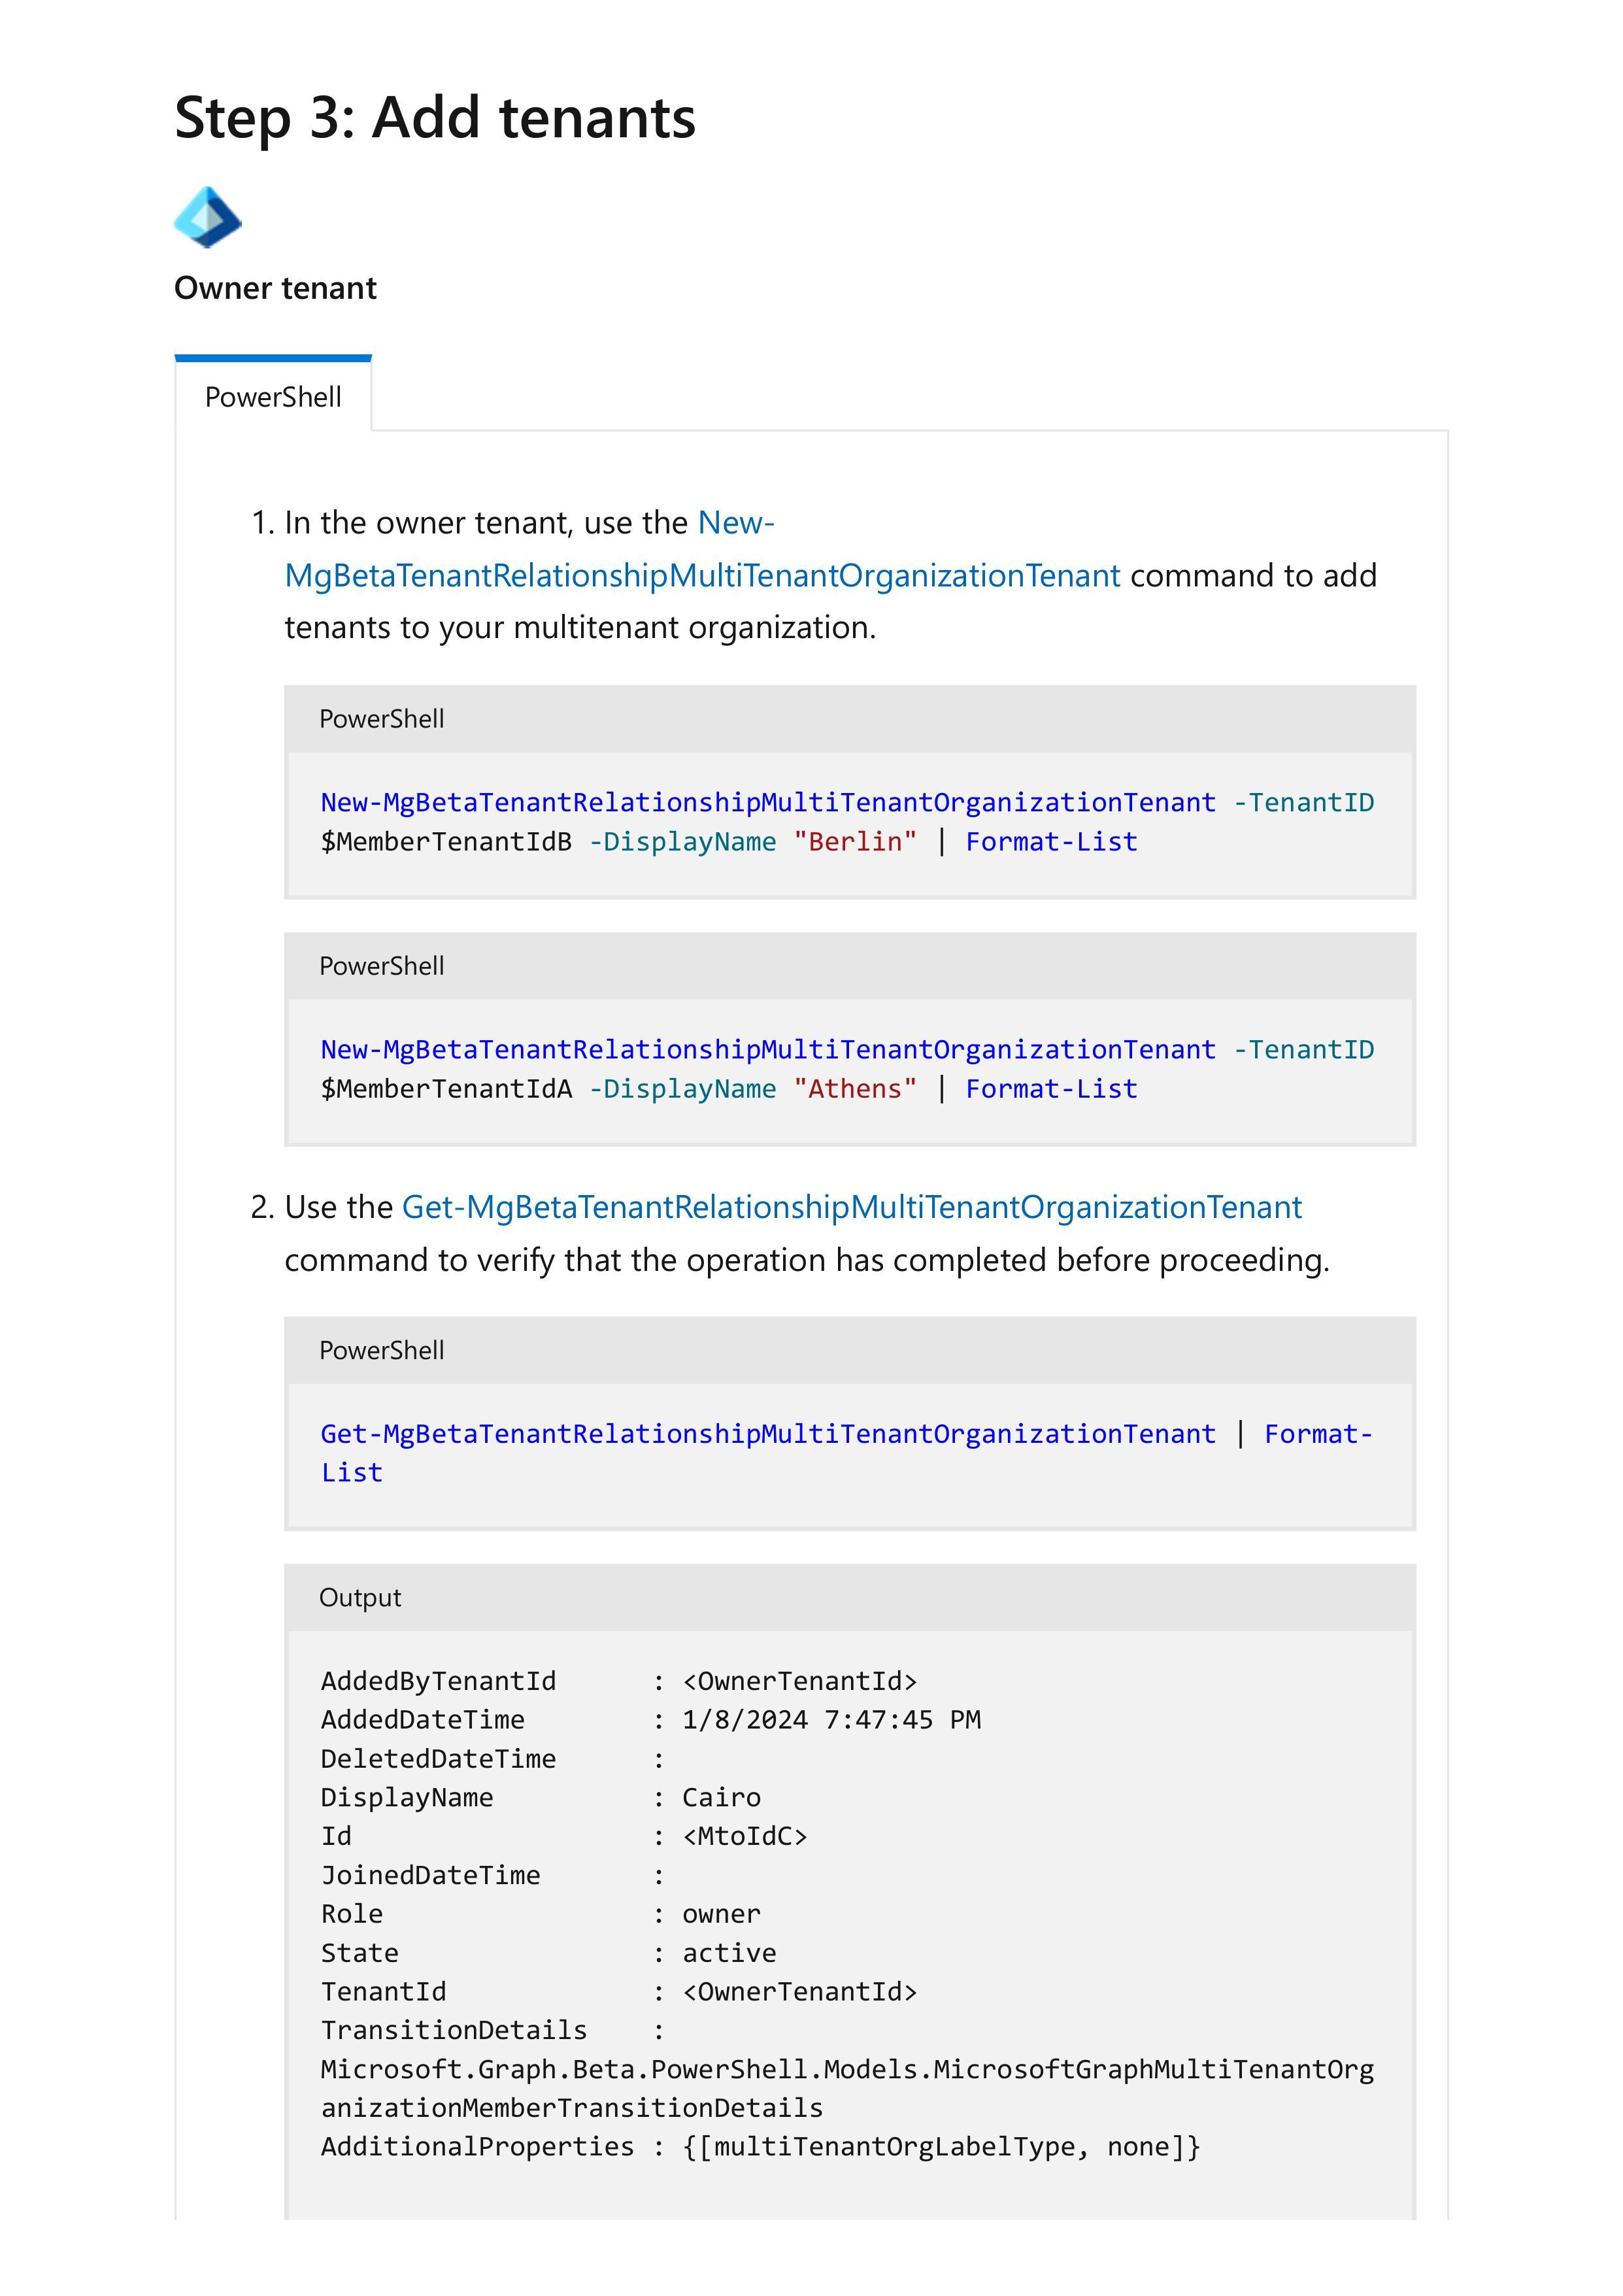 Step 3: Add tenants
Owner tenant
PowerShell
1. In the owner tenant, use the New-
MgBetaTenantRelationshipMultiTenantOrganizationTenant command to add
tenants to your multitenant organization.
PowerShell
New-MgBetaTenantRelationshipMultiTenantOrganizationTenant -TenantID
$MemberTenantIdB -DisplayName "Berlin" | Format-List
PowerShell
New-MgBetaTenantRelationshipMultiTenantOrganizationTenant -TenantID
$MemberTenantIdA -DisplayName "Athens" | Format-List
2. Use the Get-MgBetaTenantRelationshipMultiTenantOrganizationTenant
command to verify that the operation has completed before proceeding.
PowerShell
Get-MgBetaTenantRelationshipMultiTenantOrganizationTenant | Format-
List
Output
AddedByTenantId      : <OwnerTenantId>
AddedDateTime        : 1/8/2024 7:47:45 PM
DeletedDateTime      :
DisplayName          : Cairo
Id                   : <MtoIdC>
JoinedDateTime       :
Role                 : owner
State                : active
TenantId             : <OwnerTenantId>
TransitionDetails    :
Microsoft.Graph.Beta.PowerShell.Models.MicrosoftGraphMultiTenantOrg
anizationMemberTransitionDetails
AdditionalProperties : {[multiTenantOrgLabelType, none]}